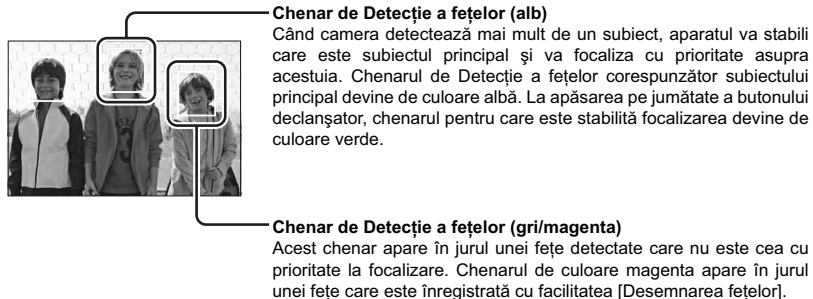 Chenar de Detecție a fețelor (alb)
Când camera detectează mai mult de un subiect, aparatul va stabili
care este subiectul principal şi va focaliza cu prioritate asupra
acestuia. Chenarul de Detecție a fețelor corespunzător subiectului
principal devine de culoare albă. La apăsarea pe jumătate a butonului
declanşator, chenarul pentru care este stabilită focalizarea devine de
culoare verde.
Chenar de Detecție a fețelor (gri/magenta)
Acest chenar apare în jurul unei fețe detectate care nu este cea cu
prioritate la focalizare. Chenarul de culoare magenta apare în jurul
unei fețe care este înregistrată cu facilitatea [Desemnarea fețelor].